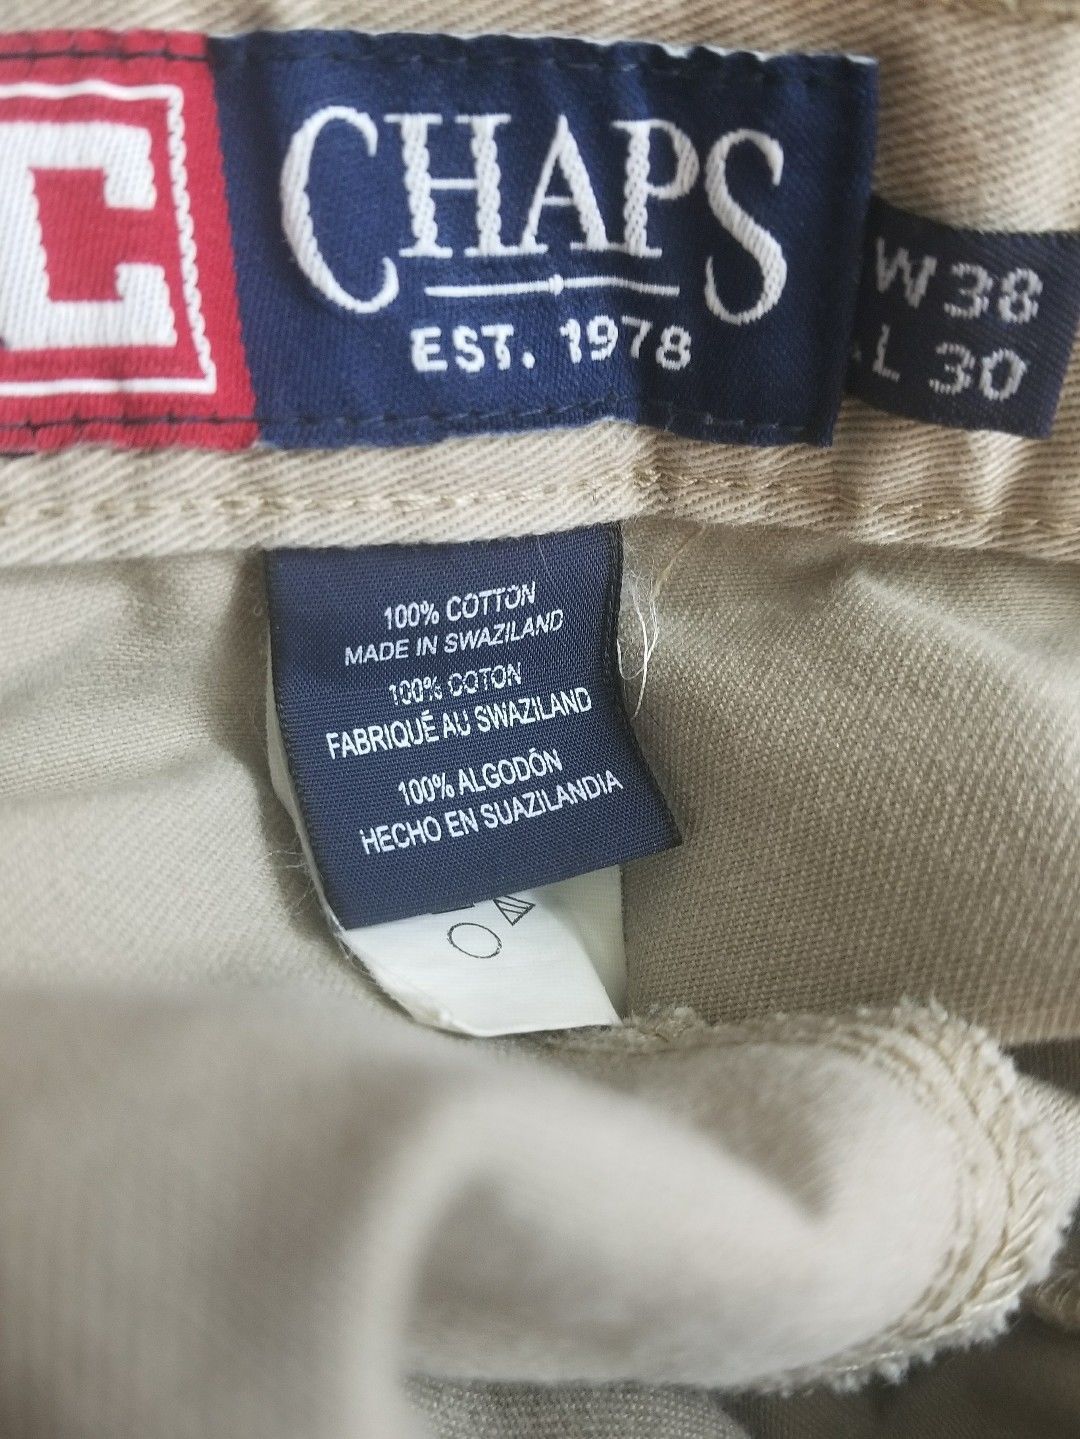 C
CHAPS
EST. 1978
W 38
L 30
100% COTTON
MADE IN SWAZILAND
100% COTON
FABRIQUÉ AU SWAZILAND
100% ALGODÓN
HECHO EN SUAZILANDIA